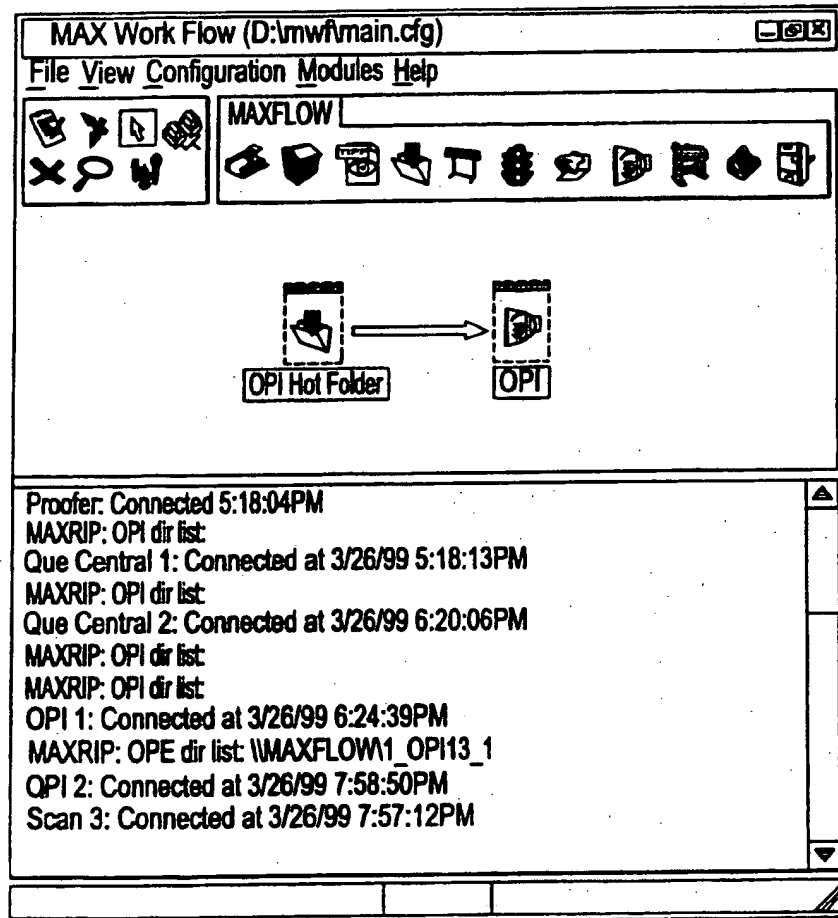 MAX Work Flow (D:\mwf\main.cfg)
File View Configuration Modules Help
MAXFLOW
OPI Hot Folder
OPI
Proofer: Connected 5:18:04PM
MAXRIP: OPI dir list:
Que Central 1: Connected at 3/26/99 5:18:13PM
MAXRIP: OPI dir list:
Que Central 2: Connected at 3/26/99 6:20:06PM
MAXRIP: OPI dir list:
MAXRIP: OPI dir list:
OPI 1: Connected at 3/26/99 6:24:39PM
MAXRIP: OPE dir list: \\MAXFLOW\1_OPI13_1
OPI 2: Connected at 3/26/99 7:58:50PM
Scan 3: Connected at 3/26/99 7:57:12PM